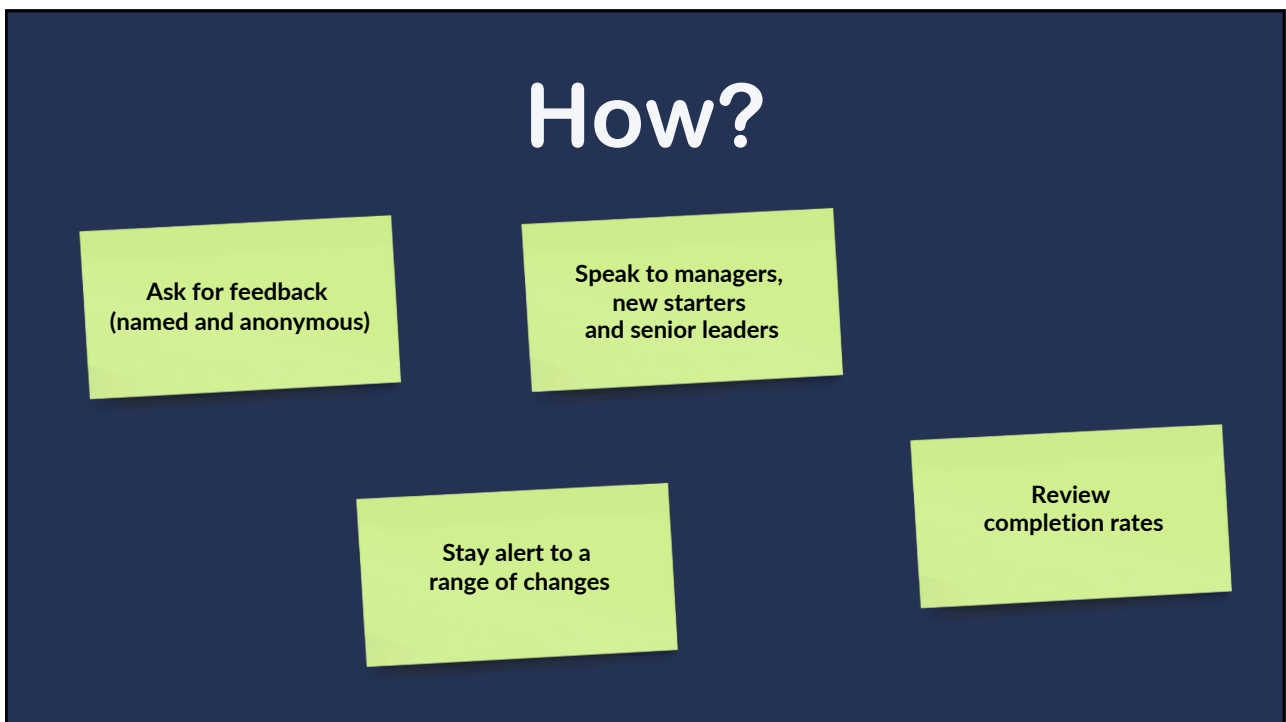 How?
Ask for feedback
(named and anonymous)
Speak to managers,
new starters
and senior leaders
Stay alert to a
range of changes
Review
completion rates